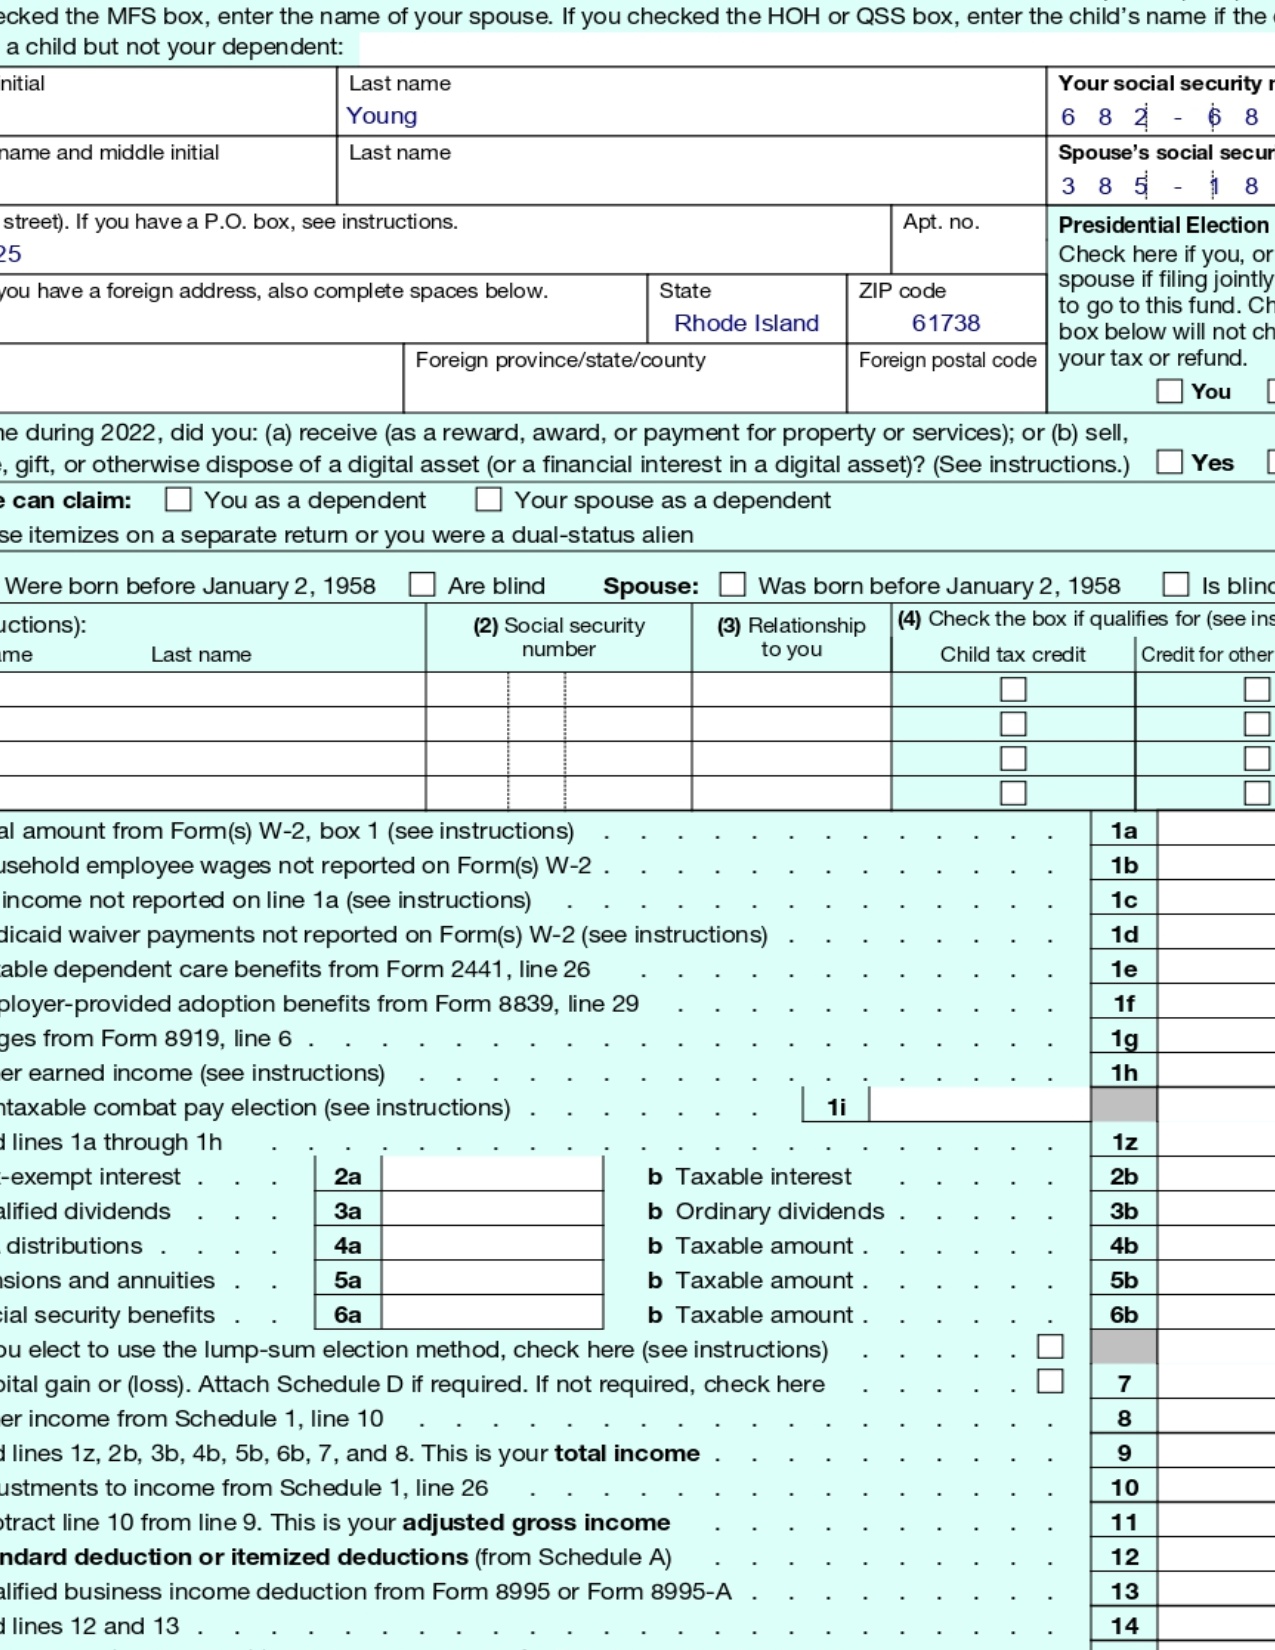 ecked the MFS box, enter the name of your spouse. If you checked the HOH or QSS box, enter the child's name if the
a child but not your dependent:
nitial Last name Your social security
Young 6 8 2 - 6 8
name and middle initial Last name Spouse's social secur
3 8 5 - 1 8
street). If you have a P.O. box, see instructions. Apt. no. Presidential Election
25 Check here if you, or
spouse if filing jointly
you have a foreign address, also complete spaces below. State ZIP code to go to this fund. Ch
Rhode Island 61738 box below will not ch
Foreign province/state/county Foreign postal code your tax or refund.
You
ne during 2022, did you: (a) receive (as a reward, award, or payment for property or services); or (b) sell,
, gift, or otherwise dispose of a digital asset (or a financial interest in a digital asset)? (See instructions.) Yes
e can claim: You as a dependent Your spouse as a dependent
se itemizes on a separate return or you were a dual-status alien
Were born before January 2, 1958 Are blind Spouse: Was born before January 2, 1958 Is blind
uctions): (2) Social security number (3) Relationship to you (4) Check the box if qualifies for (see ins
ame Last name Child tax credit Credit for other
al amount from Form(s) W-2, box 1 (see instructions) . . . . . . . . . . . . . 1a
usehold employee wages not reported on Form(s) W-2 . . . . . . . . . . . . . 1b
income not reported on line 1a (see instructions) . . . . . . . . . . . . . . 1c
dicaid waiver payments not reported on Form(s) W-2 (see instructions) . . . . . . . . 1d
able dependent care benefits from Form 2441, line 26 . . . . . . . . . . . . 1e
ployer-provided adoption benefits from Form 8839, line 29 . . . . . . . . . . . 1f
ges from Form 8919, line 6 . . . . . . . . . . . . . . . . . . . . . 1g
er earned income (see instructions) . . . . . . . . . . . . . . . . . . 1h
ntaxable combat pay election (see instructions) . . . . . . . 1i
d lines 1a through 1h . . . . . . . . . . . . . . . . . . . . . . 1z
-exempt interest . . . 2a b Taxable interest . . . . . 2b
alified dividends . . . 3a b Ordinary dividends . . . . . 3b
distributions . . . . 4a b Taxable amount . . . . . . 4b
nsions and annuities . . 5a b Taxable amount . . . . . . 5b
cial security benefits . . 6a b Taxable amount . . . . . . 6b
ou elect to use the lump-sum election method, check here (see instructions) . . . . .
pital gain or (loss). Attach Schedule D if required. If not required, check here . . . . . 7
er income from Schedule 1, line 10 . . . . . . . . . . . . . . . . . . 8
d lines 1z, 2b, 3b, 4b, 5b, 6b, 7, and 8. This is your total income . . . . . . . . . . 9
ustments to income from Schedule 1, line 26 . . . . . . . . . . . . . . . 10
otract line 10 from line 9. This is your adjusted gross income . . . . . . . . . . 11
ndard deduction or itemized deductions (from Schedule A) . . . . . . . . . . 12
alified business income deduction from Form 8995 or Form 8995-A . . . . . . . . . 13
d lines 12 and 13 . . . . . . . . . . . . . . . . . . . . . . . . 14